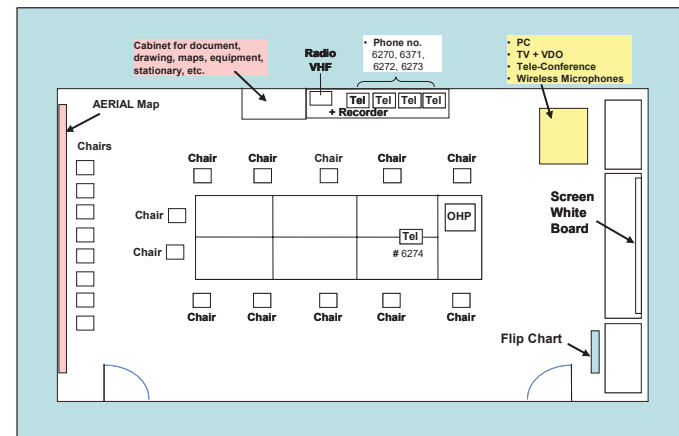 Cabinet for document,
drawing, maps, equipment,
stationary, etc.
Radio
VHF
• Phone no.
6270, 6371,
6272, 6273
• PC
• TV + VDO
• Tele-Conference
• Wireless Microphones
AERIAL Map
Tel Tel Tel Tel
+ Recorder
Chairs
Chair Chair Chair Chair Chair
Chair
OHP
Screen
White
Board
Tel
# 6274
Chair
Chair Chair Chair Chair Chair
Flip Chart